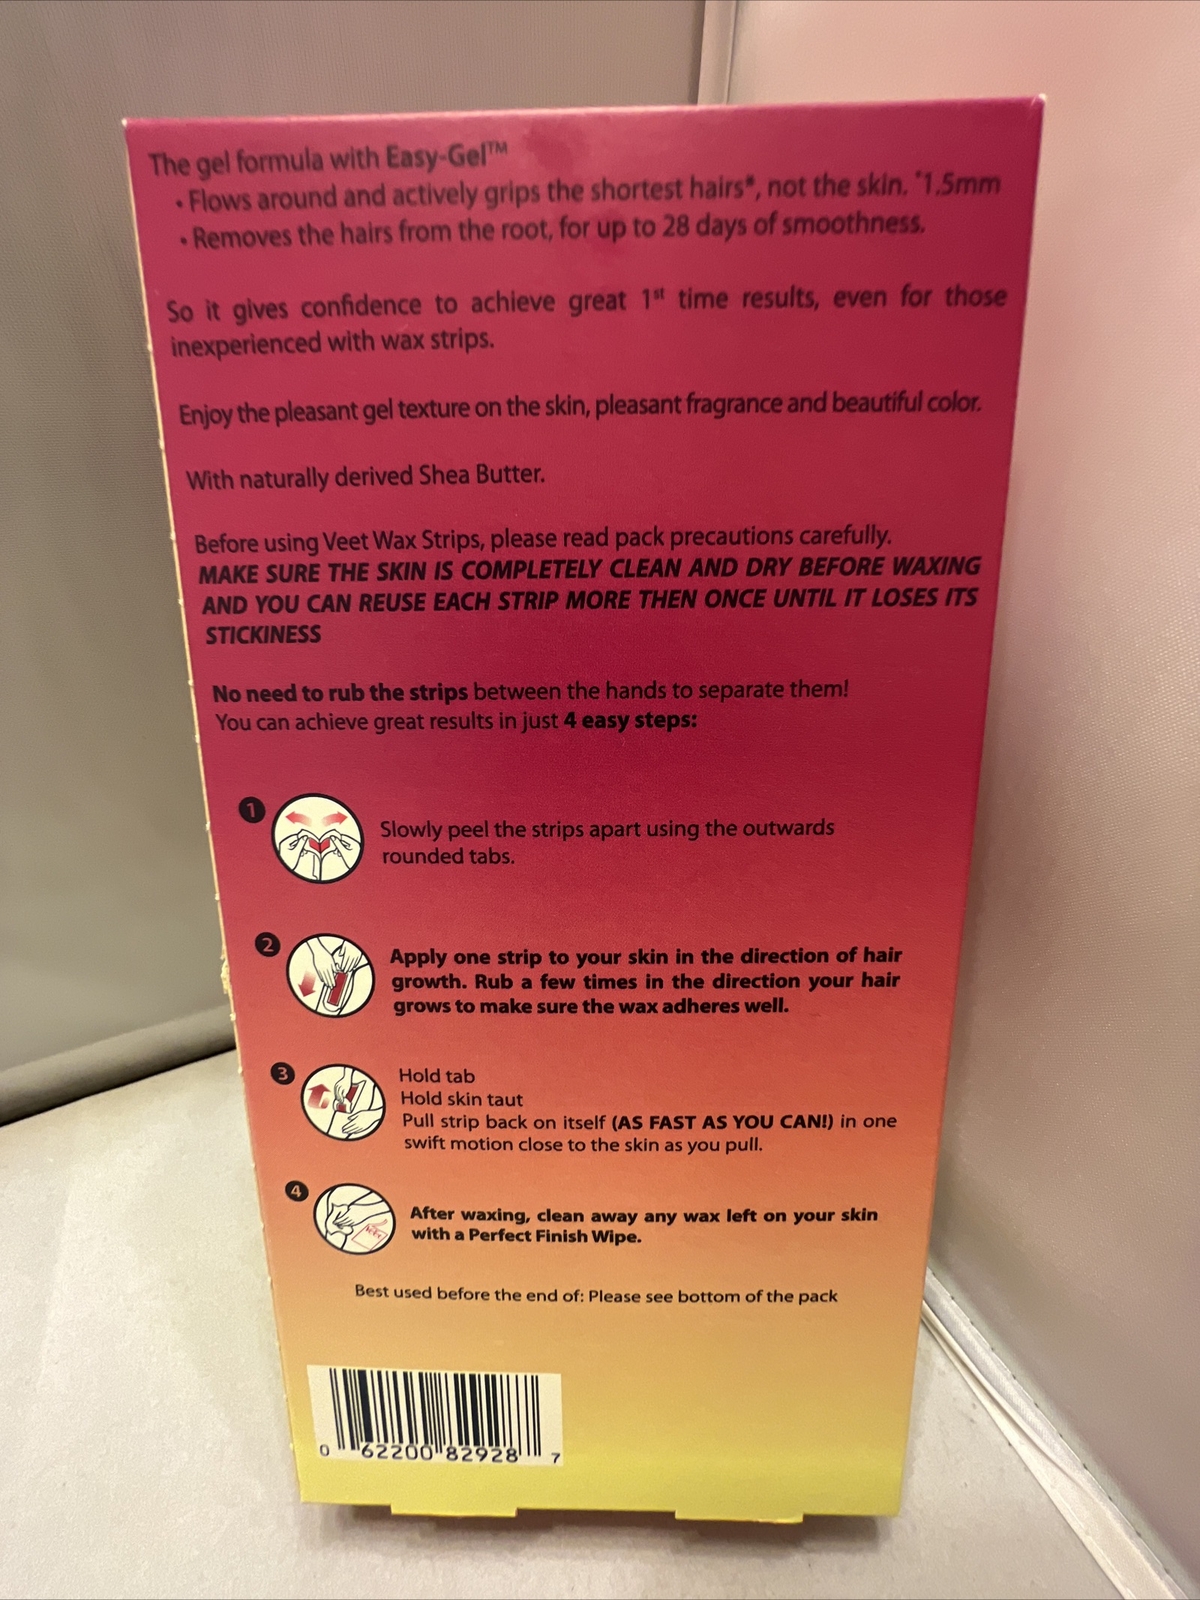 The gel formula with Easy-Gel™
• Flows around and actively grips the shortest hairs*, not the skin. *1.5mm
• Removes the hairs from the root, for up to 28 days of smoothness.
So it gives confidence to achieve great 1st time results, even for those
inexperienced with wax strips.
Enjoy the pleasant gel texture on the skin, pleasant fragrance and beautiful color.
With naturally derived Shea Butter.
Before using Veet Wax Strips, please read pack precautions carefully.
MAKE SURE THE SKIN IS COMPLETELY CLEAN AND DRY BEFORE WAXING
AND YOU CAN REUSE EACH STRIP MORE THEN ONCE UNTIL IT LOSES ITS
STICKINESS
No need to rub the strips between the hands to separate them!
You can achieve great results in just 4 easy steps:
1
Slowly peel the strips apart using the outwards
rounded tabs.
2
Apply one strip to your skin in the direction of hair
growth. Rub a few times in the direction your hair
grows to make sure the wax adheres well.
3
Hold tab
Hold skin taut
Pull strip back on itself (AS FAST AS YOU CAN!) in one
swift motion close to the skin as you pull.
4
After waxing, clean away any wax left on your skin
with a Perfect Finish Wipe.
Best used before the end of: Please see bottom of the pack
0 62200 82928 7